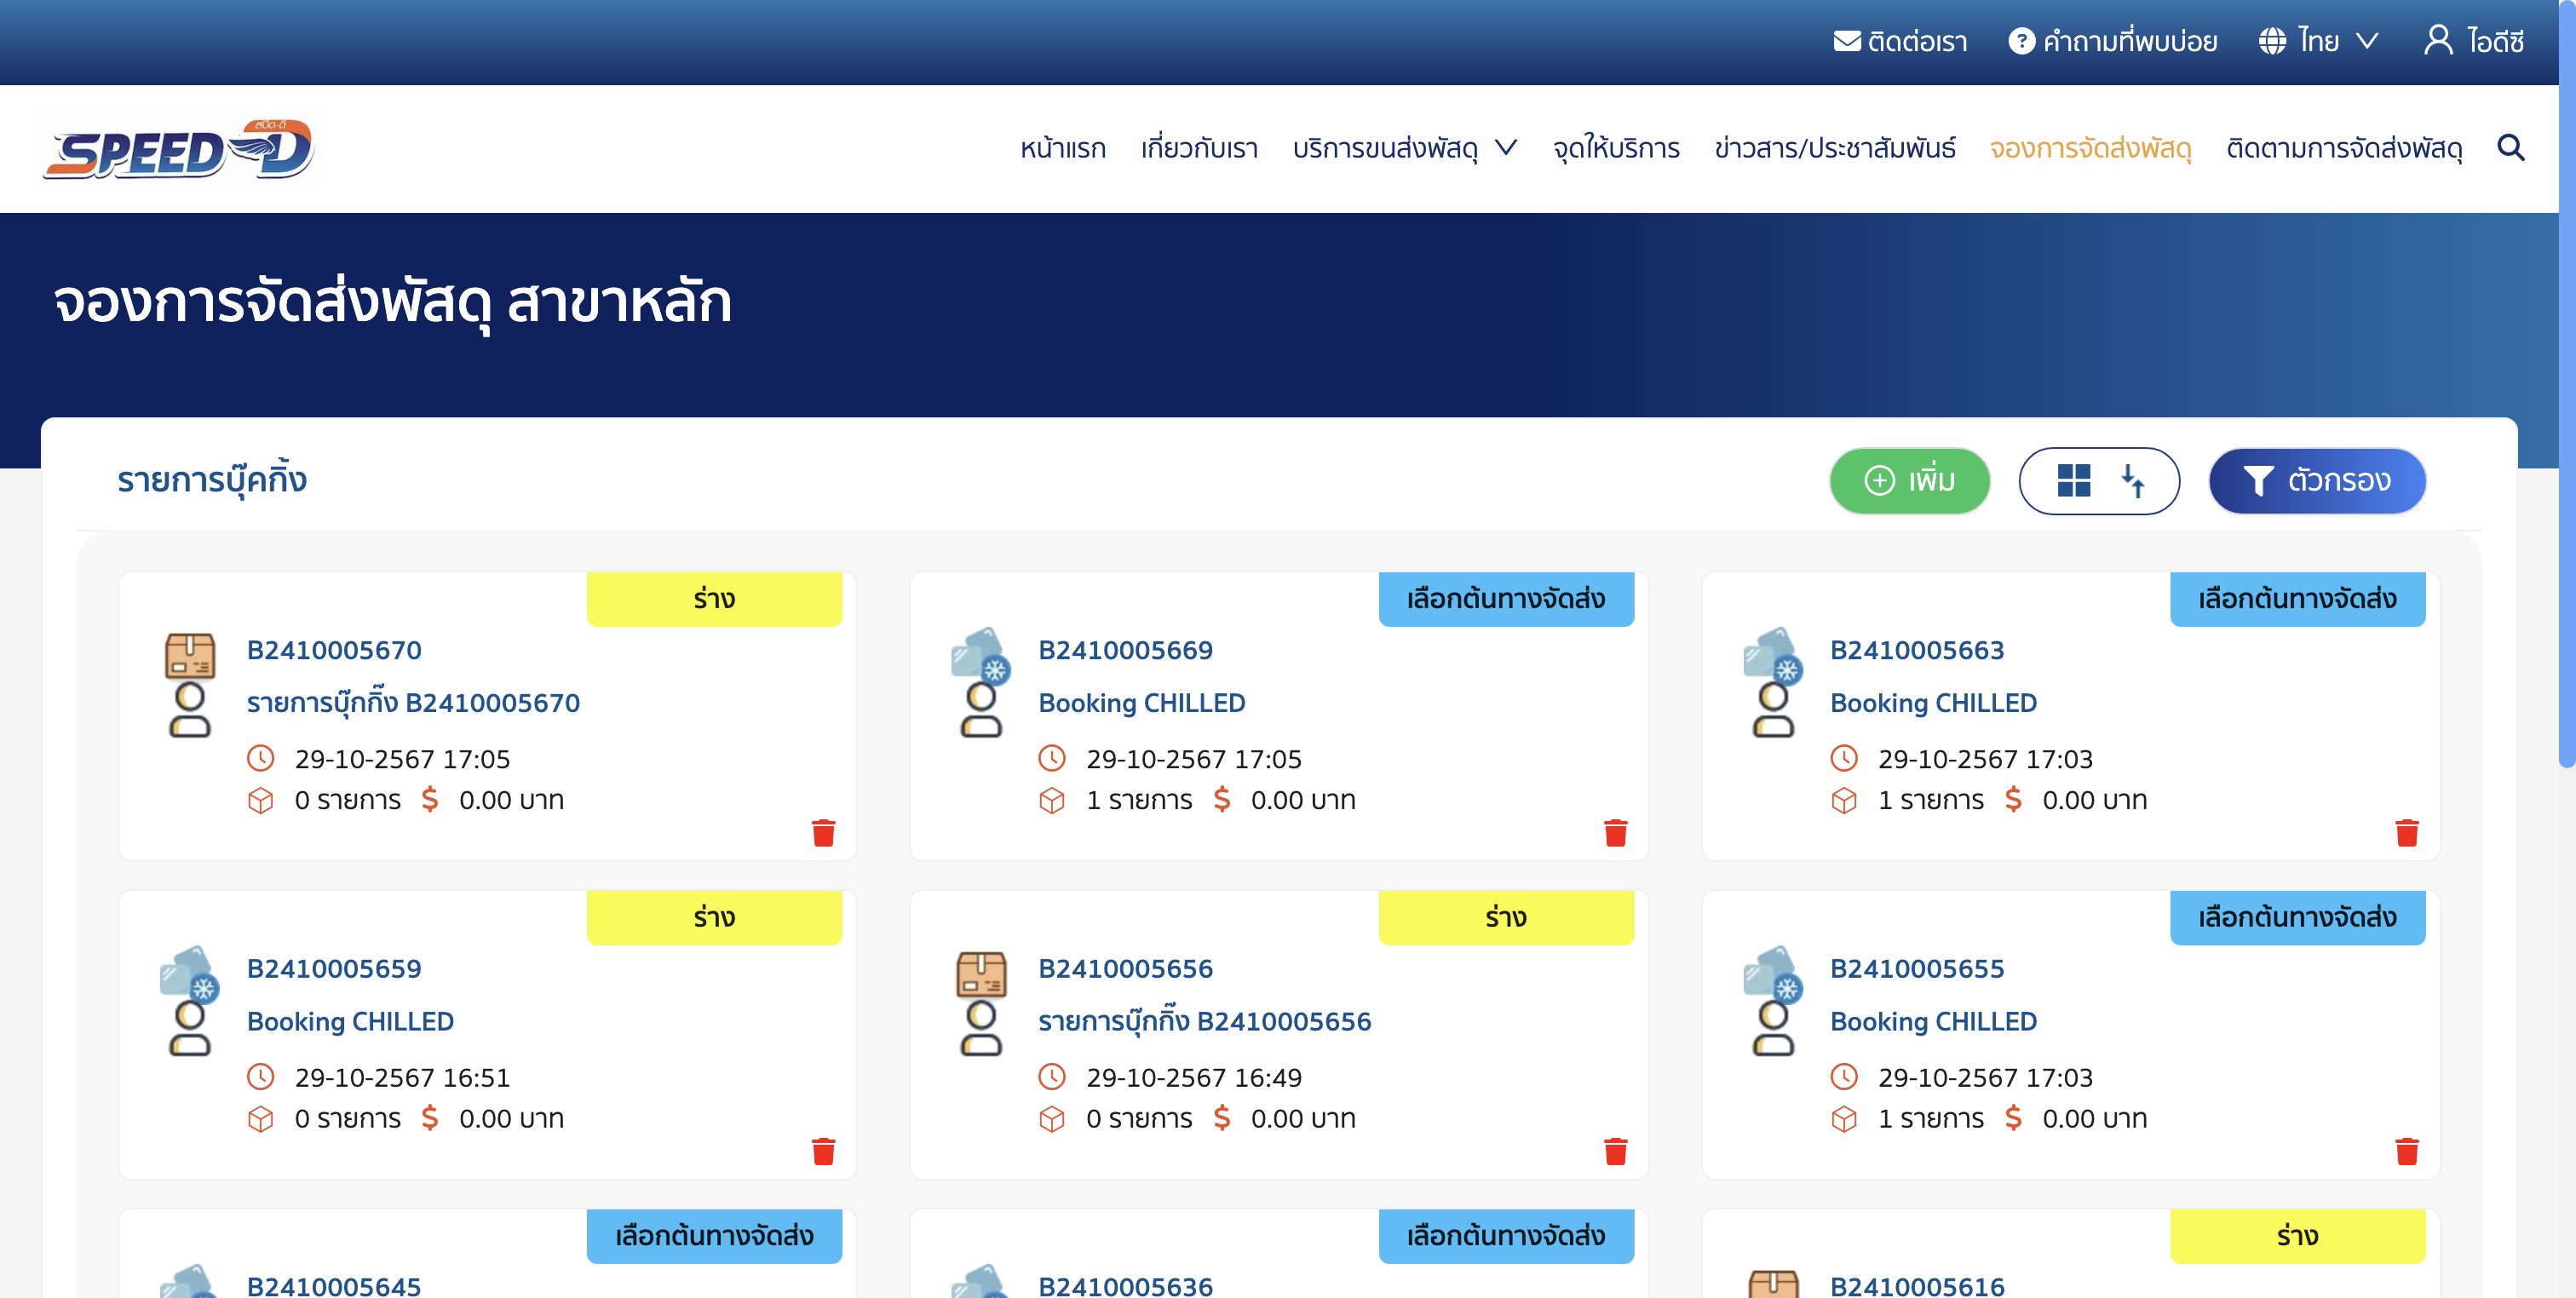 ติดต่อเรา คำถามที่พบบ่อย ไทย ไอดีซี
SPEED-D สปีด-ดี
หน้าแรก เกี่ยวกับเรา บริการขนส่งพัสดุ จุดให้บริการ ข่าวสาร/ประชาสัมพันธ์ จองการจัดส่งพัสดุ ติดตามการจัดส่งพัสดุ
จองการจัดส่งพัสดุ สาขาหลัก
รายการบุ๊คกิ้ง เพิ่ม ตัวกรอง
ร่าง
B2410005670
รายการบุ๊กกิ๊ง B2410005670
29-10-2567 17:05
0 รายการ $ 0.00 บาท
เลือกต้นทางจัดส่ง
B2410005669
Booking CHILLED
29-10-2567 17:05
1 รายการ $ 0.00 บาท
เลือกต้นทางจัดส่ง
B2410005663
Booking CHILLED
29-10-2567 17:03
1 รายการ $ 0.00 บาท
ร่าง
B2410005659
Booking CHILLED
29-10-2567 16:51
0 รายการ $ 0.00 บาท
ร่าง
B2410005656
รายการบุ๊กกิ๊ง B2410005656
29-10-2567 16:49
0 รายการ $ 0.00 บาท
เลือกต้นทางจัดส่ง
B2410005655
Booking CHILLED
29-10-2567 17:03
1 รายการ $ 0.00 บาท
เลือกต้นทางจัดส่ง
B2410005645
เลือกต้นทางจัดส่ง
B2410005636
ร่าง
B2410005616